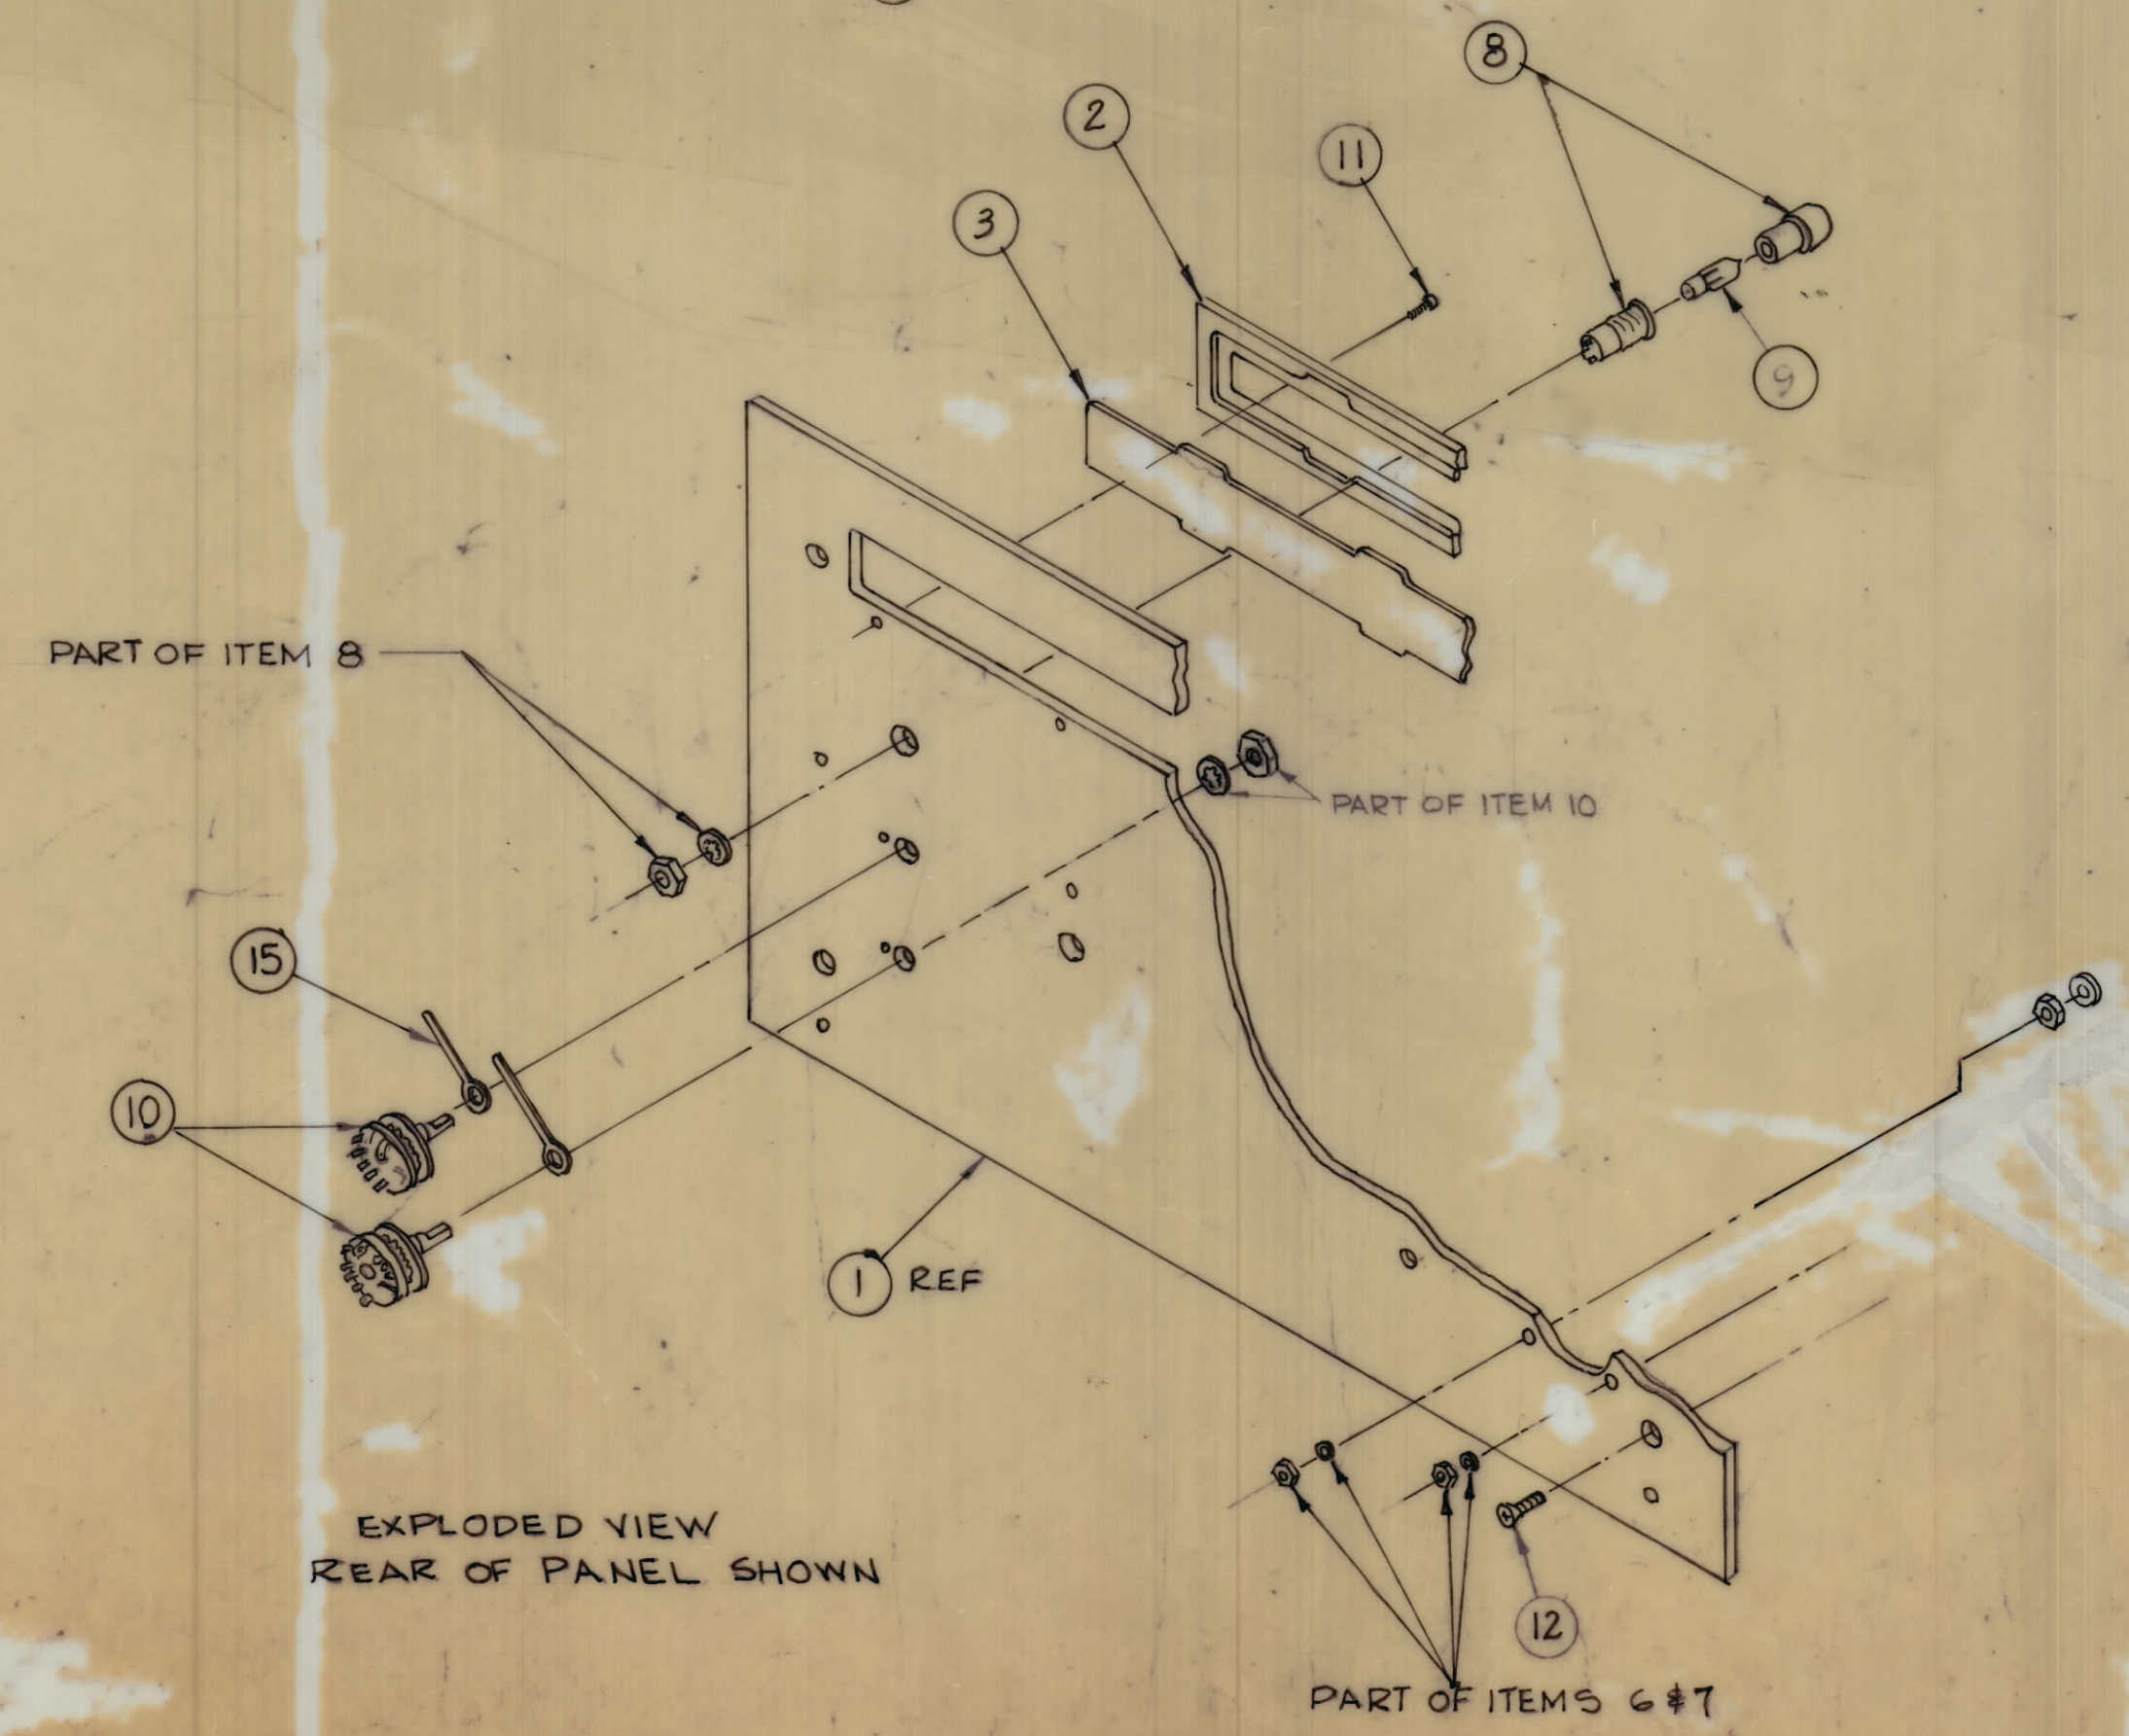 8
2
11
3
9
PART OF ITEM 8
PART OF ITEM 10
15
10
1 REF
EXPLODED VIEW
REAR OF PANEL SHOWN
12
PART OF ITEMS 6 & 7